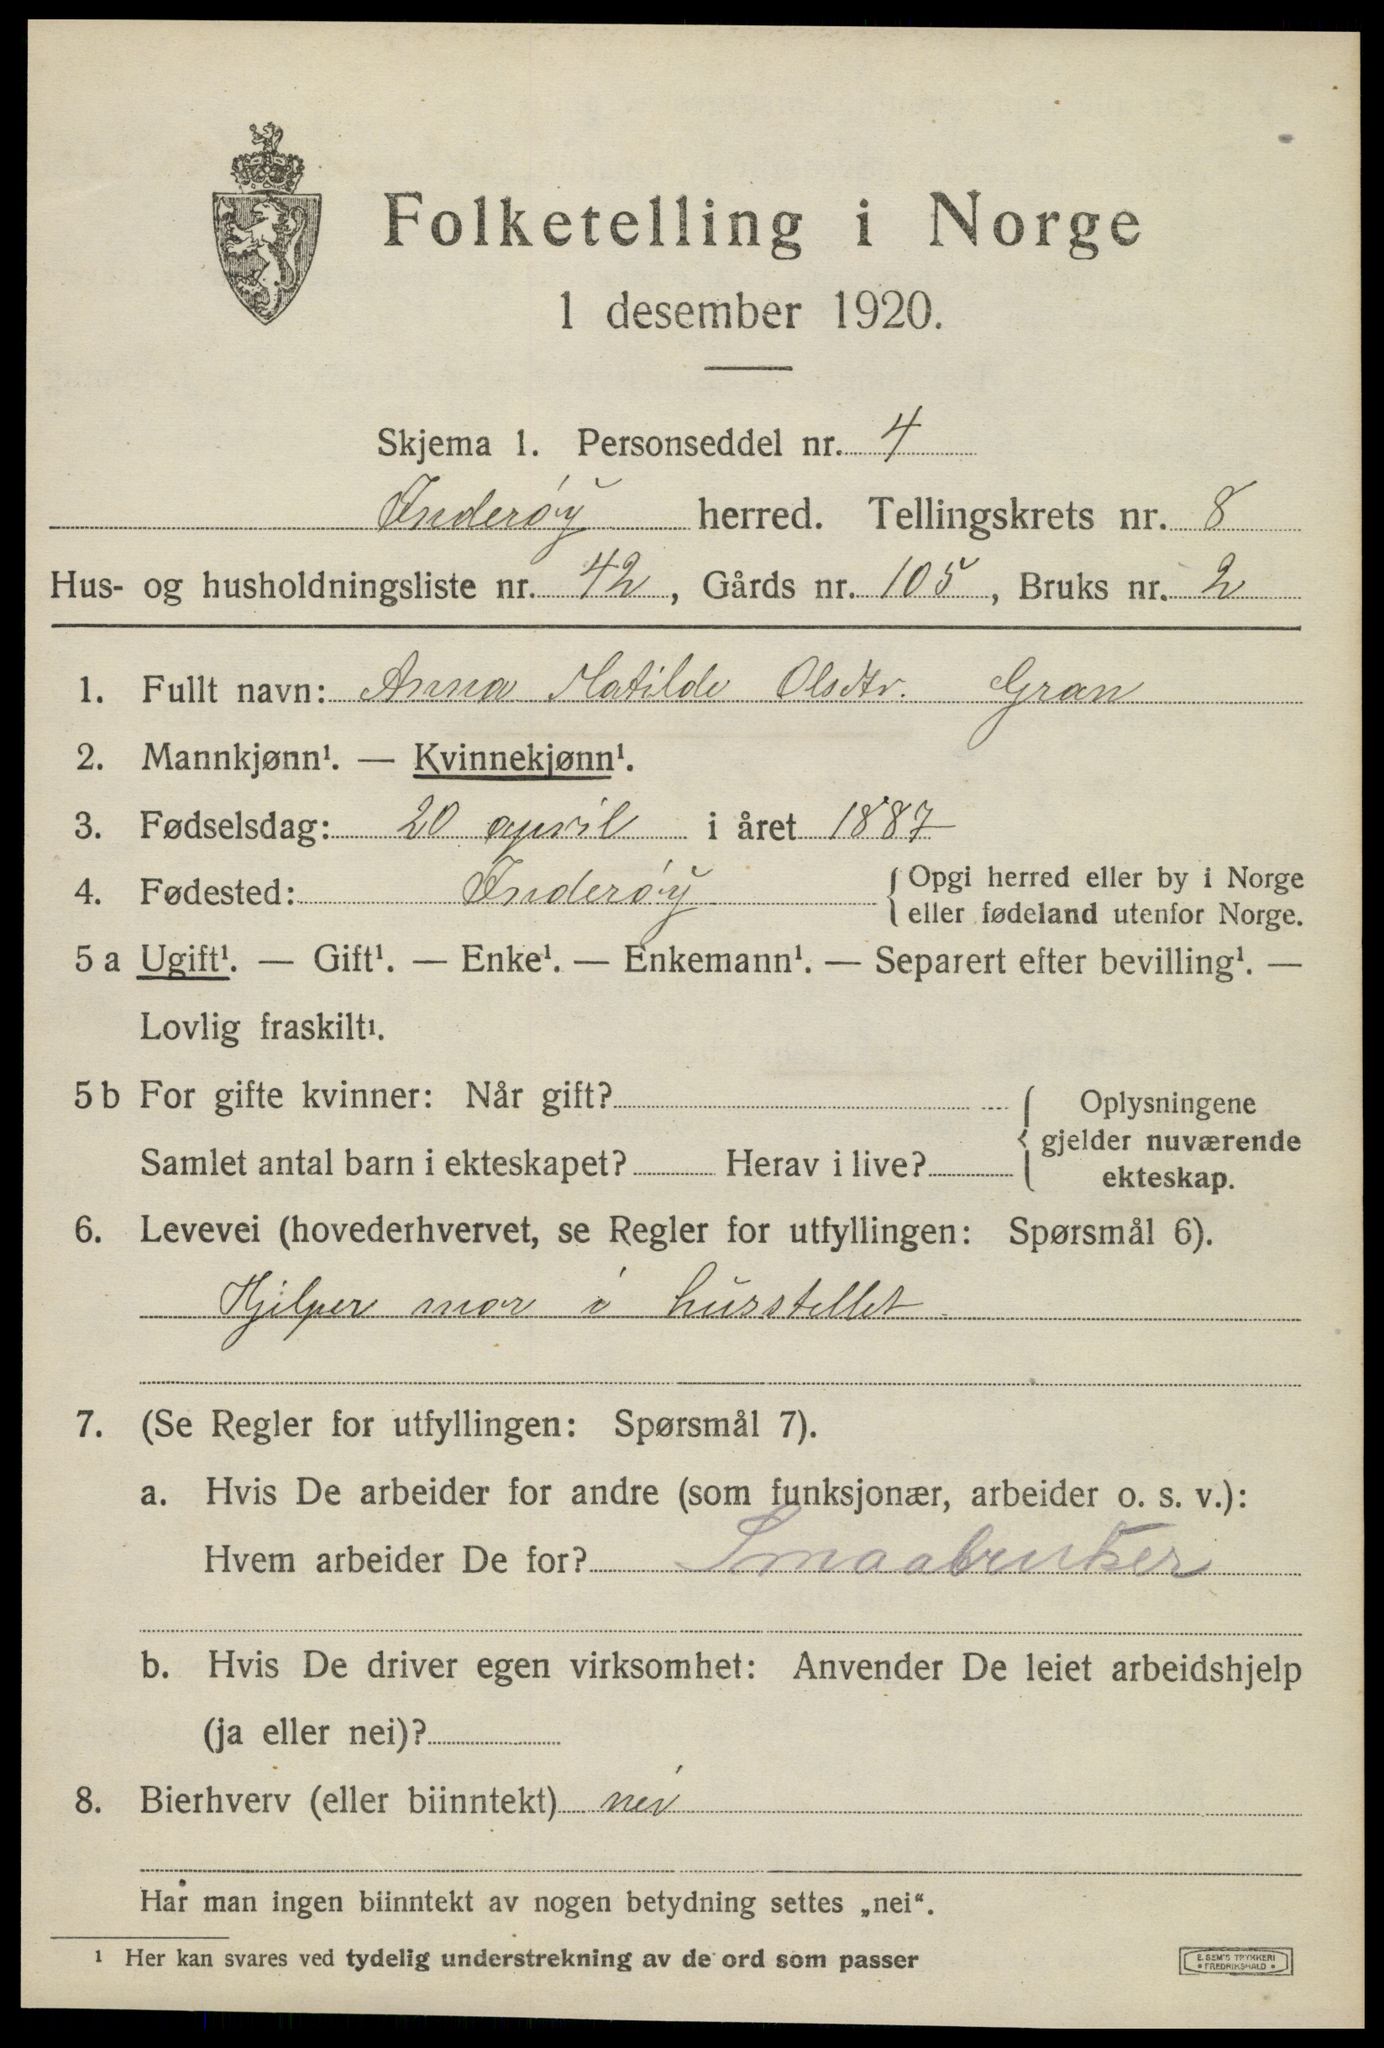 Folketelling i Norge
1 desember 1920.
Skjema 1. Personseddel nr. 4
Inderøy herred. Tellingskrets nr. 8
Hus- og husholdningsliste nr. 42, Gårds nr. 105, Bruks nr. 2
1. Fullt navn: Anna Matilde Olsdtr. Gran
2. Mannkjønn¹. — Kvinnekjønn¹.
3. Fødselsdag: 20 april i året 1887
4. Fødested: Inderøy { Opgi herred eller by i Norge
eller fødeland utenfor Norge.
5 a Ugift¹. — Gift¹. — Enke¹. — Enkemann¹. — Separert efter bevilling¹. —
Lovlig fraskilt¹.
5 b For gifte kvinner: Når gift?
Samlet antal barn i ekteskapet? Herav i live?
{ Oplysningene
gjelder nuværende
ekteskap.
6. Levevei (hovederhvervet, se Regler for utfyllingen: Spørsmål 6).
Hjelper mor i husstellet
7. (Se Regler for utfyllingen: Spørsmål 7).
a. Hvis De arbeider for andre (som funksjonær, arbeider o. s. v.):
Hvem arbeider De for? Smaabruker
b. Hvis De driver egen virksomhet: Anvender De leiet arbeidshjelp
(ja eller nei)?
8. Bierhverv (eller biinntekt) nei
Har man ingen biinntekt av nogen betydning settes „nei“.
¹ Her kan svares ved tydelig understrekning av de ord som passer
E. SEM'S TRYKKERI
• FREDRIKSHALD •